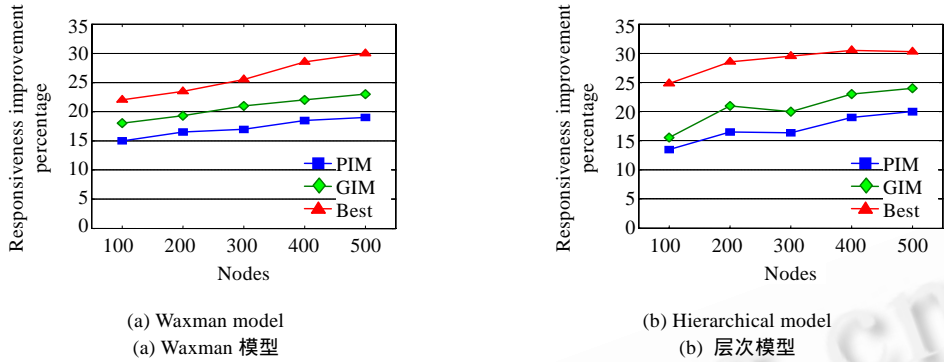 35
30
25
20
15
10
5
0
Responsiveness improvement
percentage
PIM
GIM
Best
100 200 300 400 500
Nodes
(a) Waxman model
(a) Waxman 模型
35
30
25
20
15
10
5
0
Responsiveness improvement
percentage
PIM
GIM
Best
100 200 300 400 500
Nodes
(b) Hierarchical model
(b) 层次模型